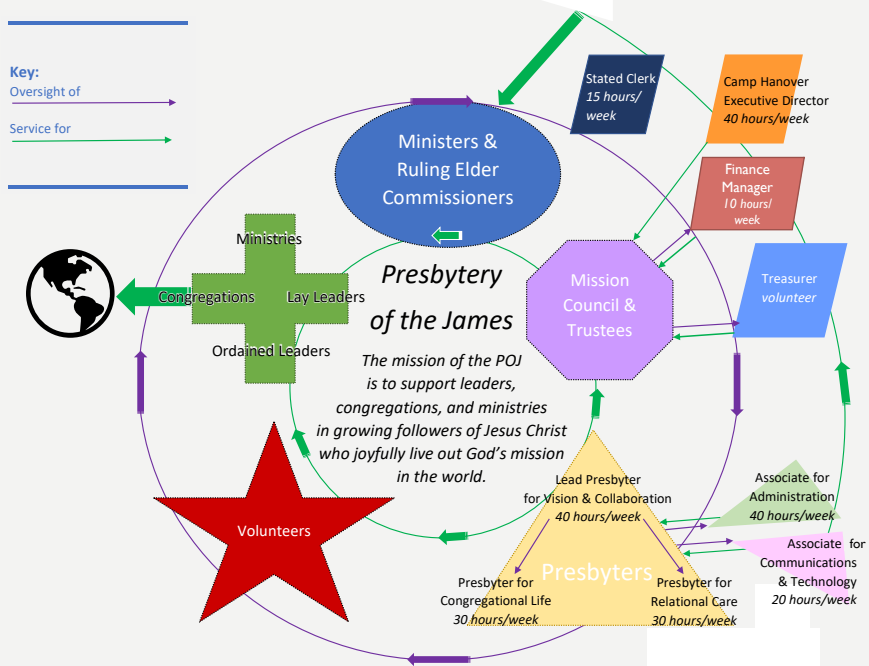 Key:
Oversight of
Service for
Stated Clerk
15 hours/
week
Camp Hanover
Executive Director
40 hours/week
Finance
Manager
10 hours/
week
Treasurer
volunteer
Ministers &
Ruling Elder
Commissioners
Mission
Council &
Trustees
Ministries
Congregations
Lay Leaders
Ordained Leaders
Presbytery
of the James
The mission of the POJ
is to support leaders,
congregations, and ministries
in growing followers of Jesus Christ
who joyfully live out God's mission
in the world.
Volunteers
Lead Presbyter
for Vision & Collaboration
40 hours/week
Presbyters
Presbyter for
Congregational Life
30 hours/week
Presbyter for
Relational Care
30 hours/week
Associate for
Administration
40 hours/week
Associate for
Communications
& Technology
20 hours/week